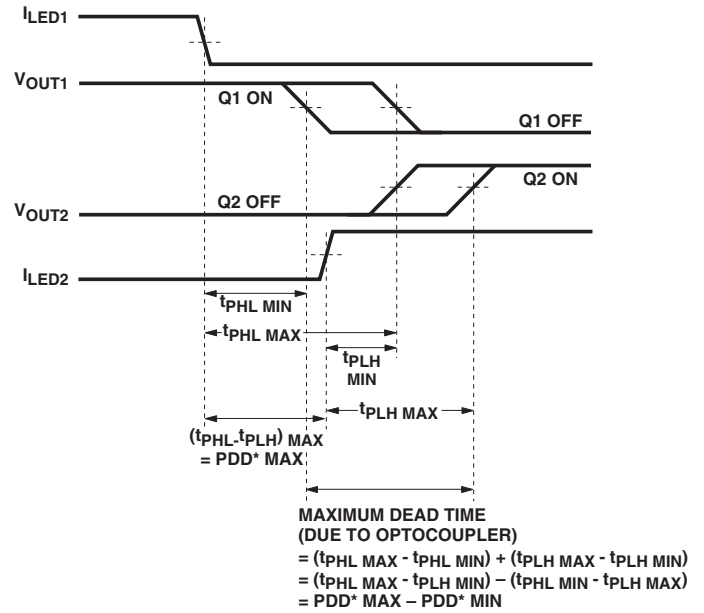 ILED1
VOUT1
Q1 ON
Q1 OFF
Q2 OFF
Q2 ON
VOUT2
ILED2
tPHL MIN
tPHL MAX
tPLH
MIN
tPLH MAX
(tPHL-tPLH) MAX
= PDD* MAX
MAXIMUM DEAD TIME
(DUE TO OPTOCOUPLER)
= (tPHL MAX - tPHL MIN) + (tPLH MAX - tPLH MIN)
= (tPHL MAX - tPLH MIN) – (tPHL MIN - tPLH MAX)
= PDD* MAX – PDD* MIN